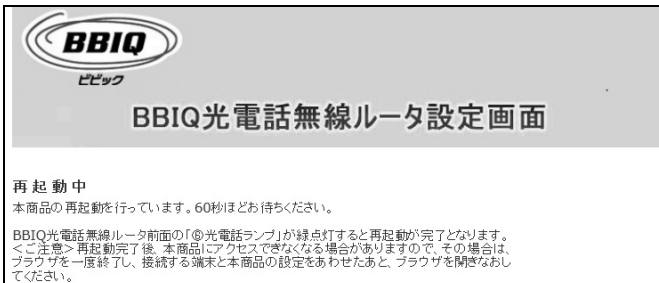 BBIQ
ビビック
BBIQ光電話無線ルータ設定画面
再起動中
本商品の再起動を行っています。60秒ほどお待ちください。
BBIQ光電話無線ルータ前面の「⑥光電話ランプ」が緑点灯すると再起動が完了となります。
<ご注意>再起動完了後、本商品にアクセスできなくなる場合がありますので、その場合は、
ブラウザを一度終了し、接続する端末と本商品の設定をあわせたあと、ブラウザを開きなおし
てください。